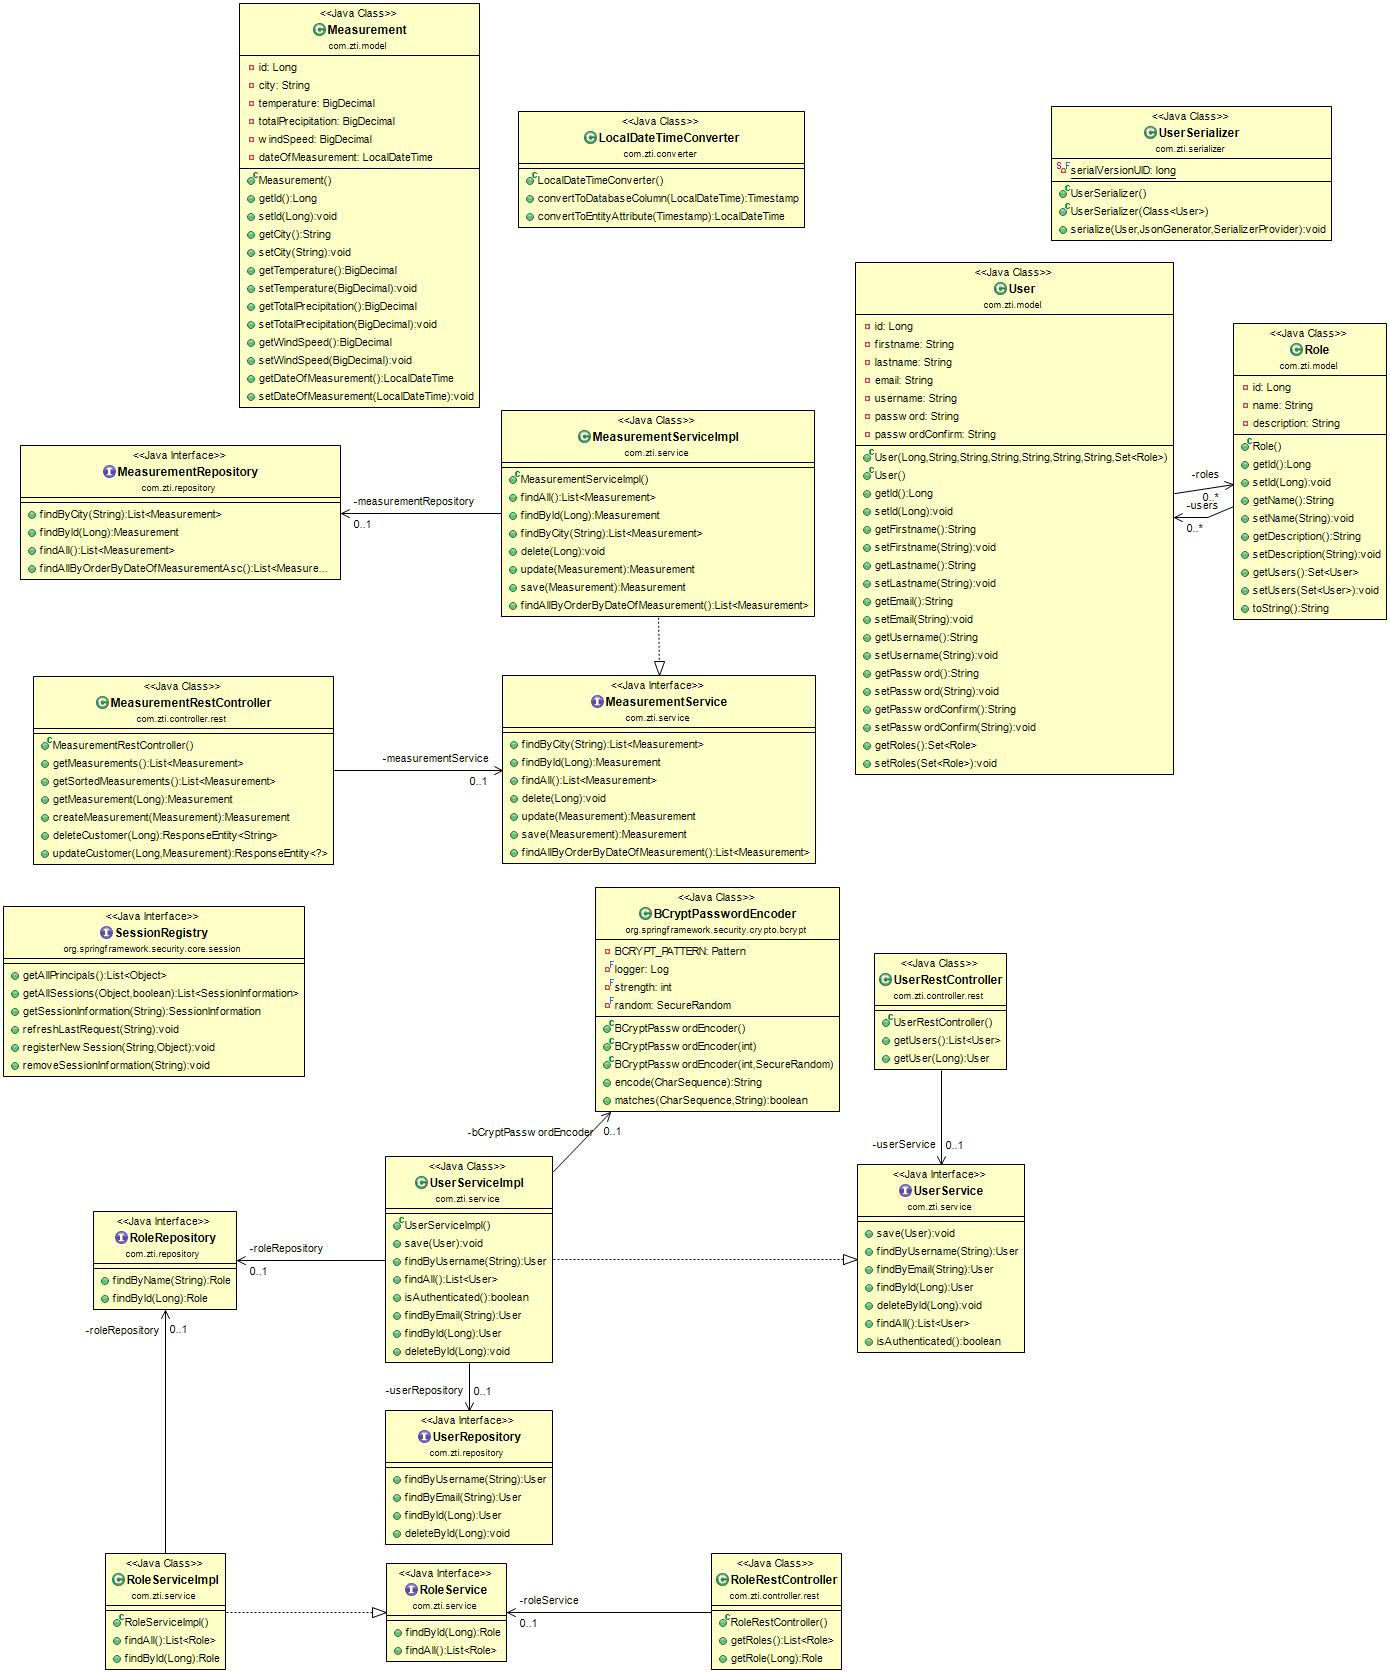 <<Java Class>>
Measurement
com.zti.model
id: Long
city: String
temperature: BigDecimal
totalPrecipitation: BigDecimal
windSpeed: BigDecimal
dateOfMeasurement: LocalDateTime
Measurement()
getId():Long
setId(Long):void
getCity():String
setCity(String):void
getTemperature():BigDecimal
setTemperature(BigDecimal):void
getTotalPrecipitation():BigDecimal
setTotalPrecipitation(BigDecimal):void
getWindSpeed():BigDecimal
setWindSpeed(BigDecimal):void
getDateOfMeasurement():LocalDateTime
setDateOfMeasurement(LocalDateTime):void
<<Java Class>>
LocalDateTimeConverter
com.zti.converter
LocalDateTimeConverter()
convertToDatabaseColumn(LocalDateTime):Timestamp
convertToEntityAttribute(Timestamp):LocalDateTime
<<Java Class>>
UserSerializer
com.zti.serializer
serialVersionUID: long
UserSerializer()
UserSerializer(Class<User>)
serialize(User,JsonGenerator,SerializerProvider):void
<<Java Class>>
User
com.zti.model
id: Long
firstname: String
lastname: String
email: String
username: String
password: String
passwordConfirm: String
User(Long,String,String,String,String,String,String,Set<Role>)
User()
getId():Long
setId(Long):void
getFirstname():String
setFirstname(String):void
getLastname():String
setLastname(String):void
getEmail():String
setEmail(String):void
getUsername():String
setUsername(String):void
getPassword():String
setPassword(String):void
getPasswordConfirm():String
setPasswordConfirm(String):void
getRoles():Set<Role>
setRoles(Set<Role>):void
-roles
0..*
-users
0..*
<<Java Class>>
Role
com.zti.model
id: Long
name: String
description: String
Role()
getId():Long
setId(Long):void
getName():String
setName(String):void
getDescription():String
setDescription(String):void
getUsers():Set<User>
setUsers(Set<User>):void
toString():String
<<Java Interface>>
MeasurementRepository
com.zti.repository
findByCity(String):List<Measurement>
findById(Long):Measurement
findAll():List<Measurement>
findAllByOrderByDateOfMeasurementAsc():List<Measure...
-measurementRepository
0..1
<<Java Class>>
MeasurementServiceImpl
com.zti.service
MeasurementServiceImpl()
findAll():List<Measurement>
findById(Long):Measurement
findByCity(String):List<Measurement>
delete(Long):void
update(Measurement):Measurement
save(Measurement):Measurement
findAllByOrderByDateOfMeasurement():List<Measurement>
<<Java Class>>
MeasurementRestController
com.zti.controller.rest
MeasurementRestController()
getMeasurements():List<Measurement>
getSortedMeasurements():List<Measurement>
getMeasurement(Long):Measurement
createMeasurement(Measurement):Measurement
deleteCustomer(Long):ResponseEntity<String>
updateCustomer(Long,Measurement):ResponseEntity<?>
-measurementService
0..1
<<Java Interface>>
MeasurementService
com.zti.service
findByCity(String):List<Measurement>
findById(Long):Measurement
findAll():List<Measurement>
delete(Long):void
update(Measurement):Measurement
save(Measurement):Measurement
findAllByOrderByDateOfMeasurement():List<Measurement>
<<Java Interface>>
SessionRegistry
org.springframework.security.core.session
getAllPrincipals():List<Object>
getAllSessions(Object,boolean):List<SessionInformation>
getSessionInformation(String):SessionInformation
refreshLastRequest(String):void
registerNewSession(String,Object):void
removeSessionInformation(String):void
<<Java Class>>
BCryptPasswordEncoder
org.springframework.security.crypto.bcrypt
BCRYPT_PATTERN: Pattern
logger: Log
strength: int
random: SecureRandom
BCryptPasswordEncoder()
BCryptPasswordEncoder(int)
BCryptPasswordEncoder(int,SecureRandom)
encode(CharSequence):String
matches(CharSequence,String):boolean
<<Java Class>>
UserRestController
com.zti.controller.rest
UserRestController()
getUsers():List<User>
getUser(Long):User
-bCryptPasswordEncoder
0..1
-userService
0..1
<<Java Class>>
UserServiceImpl
com.zti.service
UserServiceImpl()
save(User):void
findByUsername(String):User
findAll():List<User>
isAuthenticated():boolean
findByEmail(String):User
findById(Long):User
deleteById(Long):void
<<Java Interface>>
UserService
com.zti.service
save(User):void
findByUsername(String):User
findByEmail(String):User
findById(Long):User
deleteById(Long):void
findAll():List<User>
isAuthenticated():boolean
<<Java Interface>>
RoleRepository
com.zti.repository
findByName(String):Role
findById(Long):Role
-roleRepository
0..1
-roleRepository
0..1
-userRepository
0..1
<<Java Interface>>
UserRepository
com.zti.repository
findByUsername(String):User
findByEmail(String):User
findById(Long):User
deleteById(Long):void
<<Java Class>>
RoleServiceImpl
com.zti.service
RoleServiceImpl()
findAll():List<Role>
findById(Long):Role
<<Java Interface>>
RoleService
com.zti.service
findById(Long):Role
findAll():List<Role>
-roleService
0..1
<<Java Class>>
RoleRestController
com.zti.controller.rest
RoleRestController()
getRoles():List<Role>
getRole(Long):Role